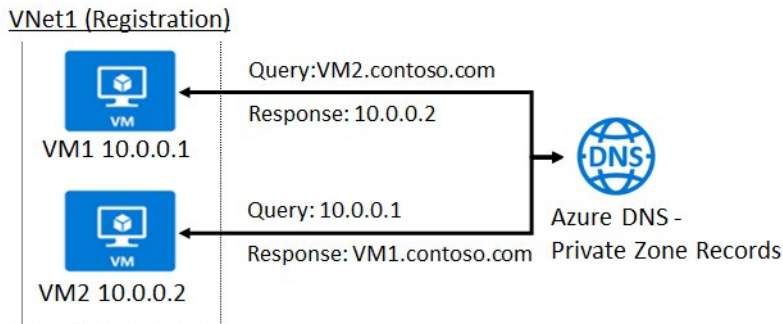 VNet1 (Registration)
Query:VM2.contoso.com
VM
Response: 10.0.0.2
VM1 10.0.0.1
DNS
Query: 10.0.0.1
Azure DNS -
VM
Response: VM1.contoso.com
Private Zone Records
VM2 10.0.0.2